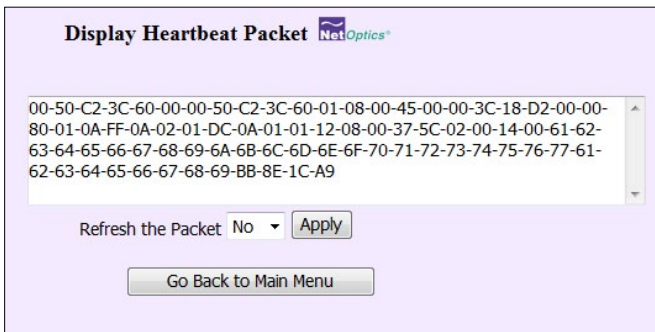 Display Heartbeat Packet NetOptics®
00-50-C2-3C-60-00-00-50-C2-3C-60-01-08-00-45-00-00-3C-18-D2-00-00-
80-01-0A-FF-0A-02-01-DC-0A-01-01-12-08-00-37-5C-02-00-14-00-61-62-
63-64-65-66-67-68-69-6A-6B-6C-6D-6E-6F-70-71-72-73-74-75-76-77-61-
62-63-64-65-66-67-68-69-BB-8E-1C-A9
Refresh the Packet No Apply
Go Back to Main Menu